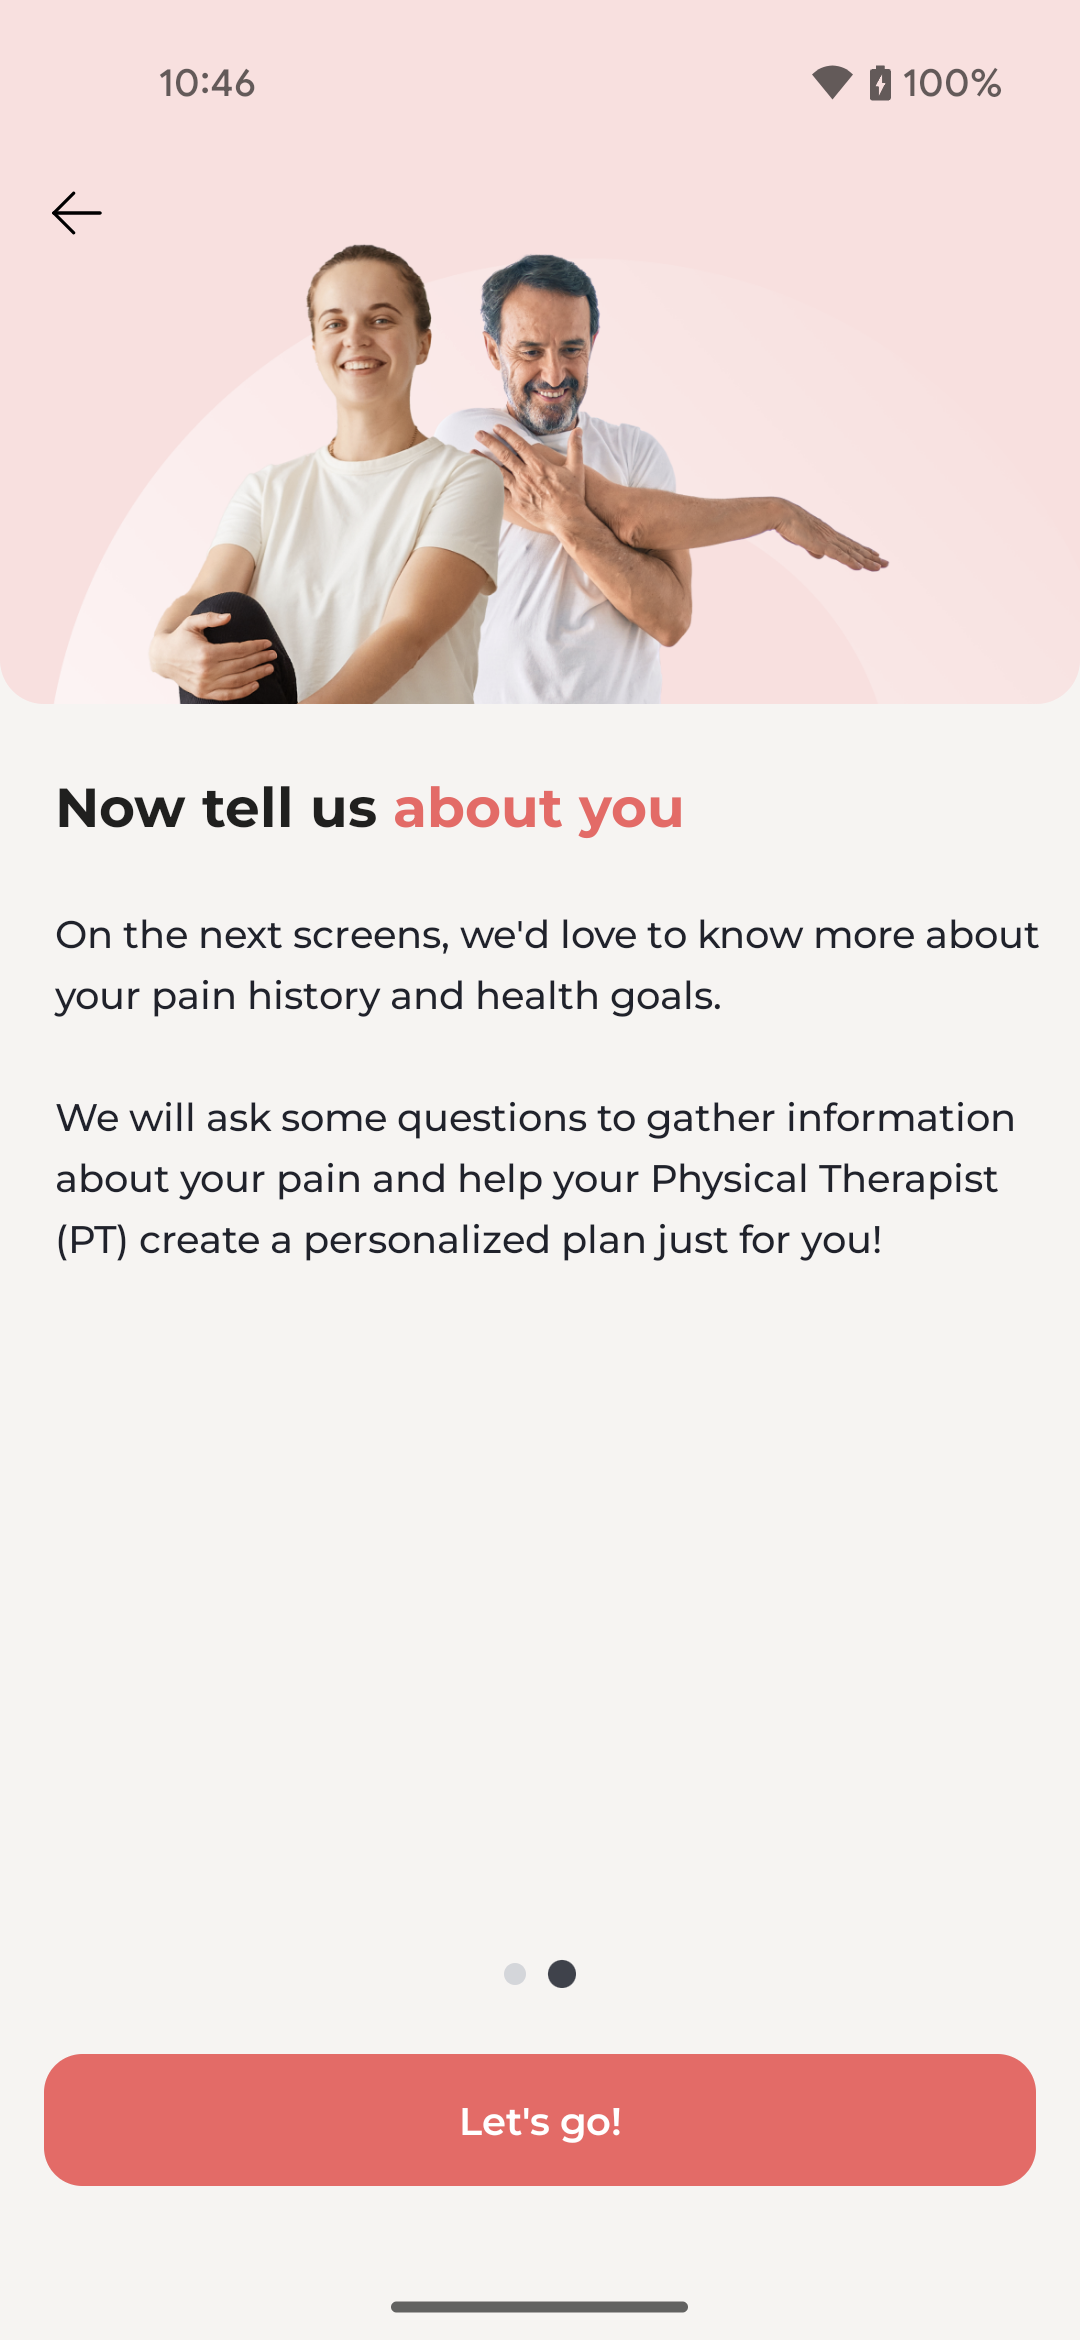 10:46
100%
Now tell us about you
On the next screens, we'd love to know more about
your pain history and health goals.
We will ask some questions to gather information
about your pain and help your Physical Therapist
(PT) create a personalized plan just for you!
Let's go!